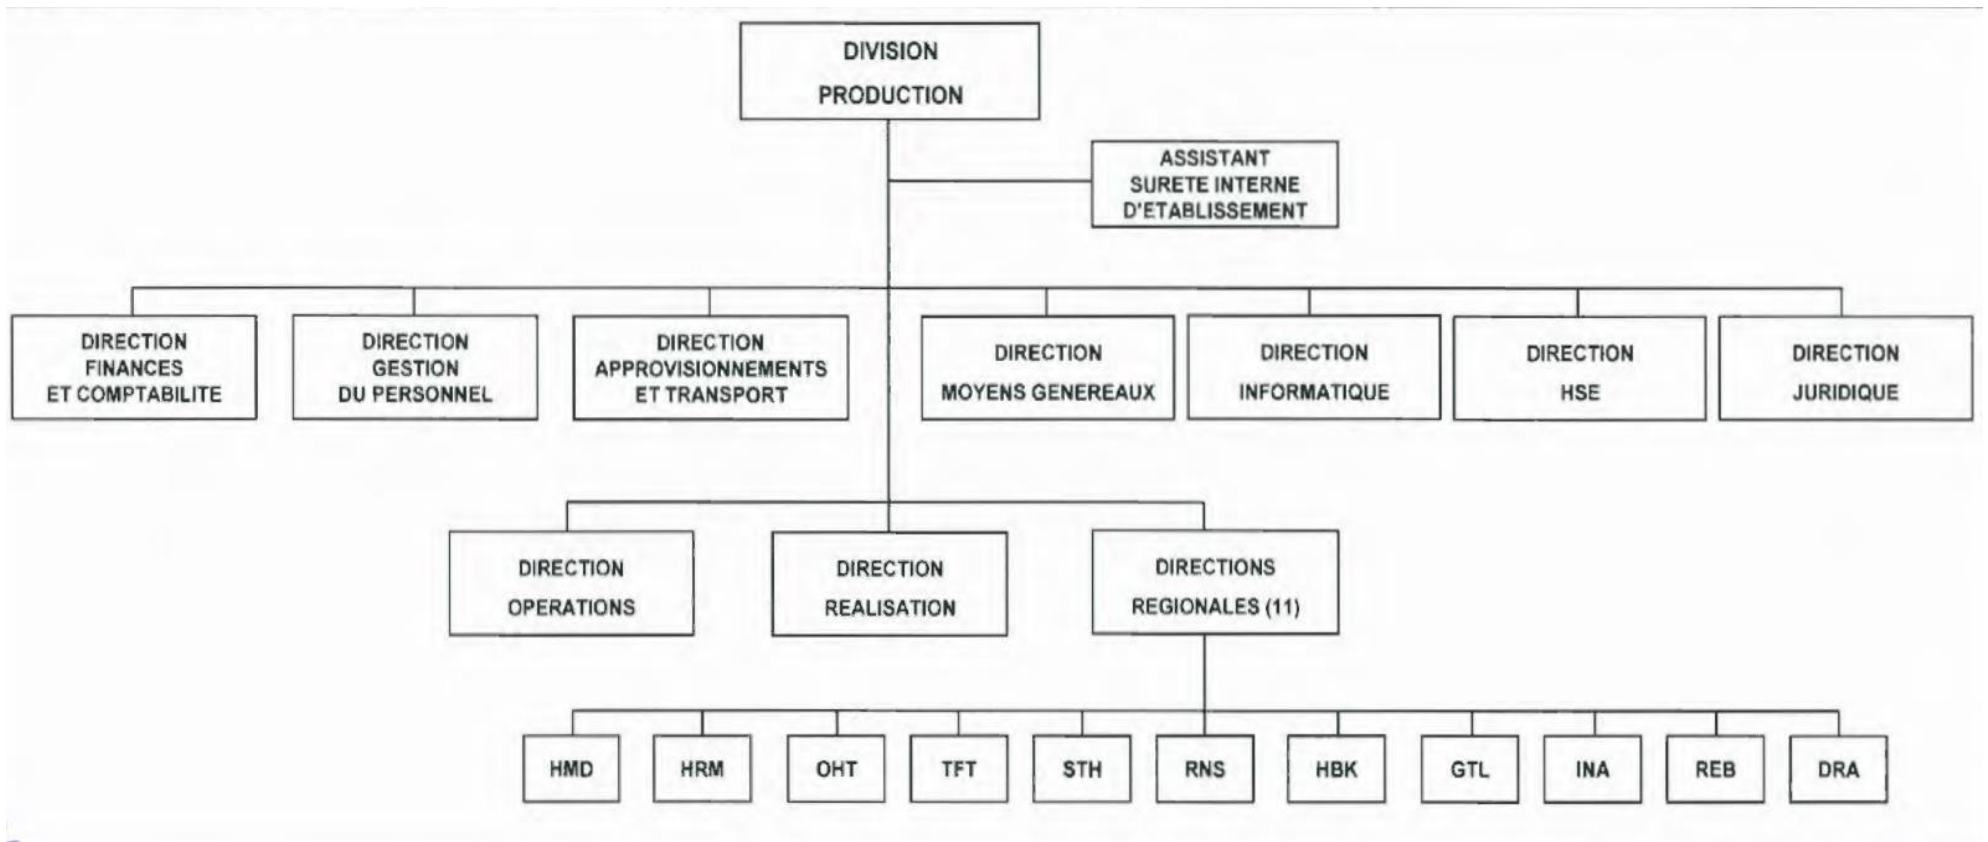 DIVISION
PRODUCTION
ASSISTANT
SURETE INTERNE
D'ETABLISSEMENT
DIRECTION
FINANCES
ET COMPTABILITE
DIRECTION
GESTION
DU PERSONNEL
DIRECTION
APPROVISIONNEMENTS
ET TRANSPORT
DIRECTION
MOYENS GENEREAUX
DIRECTION
INFORMATIQUE
DIRECTION
HSE
DIRECTION
JURIDIQUE
DIRECTION
OPERATIONS
DIRECTION
REALISATION
DIRECTIONS
REGIONALES (11)
HMD
HRM
OHT
TFT
STH
RNS
HBK
GTL
INA
REB
DRA